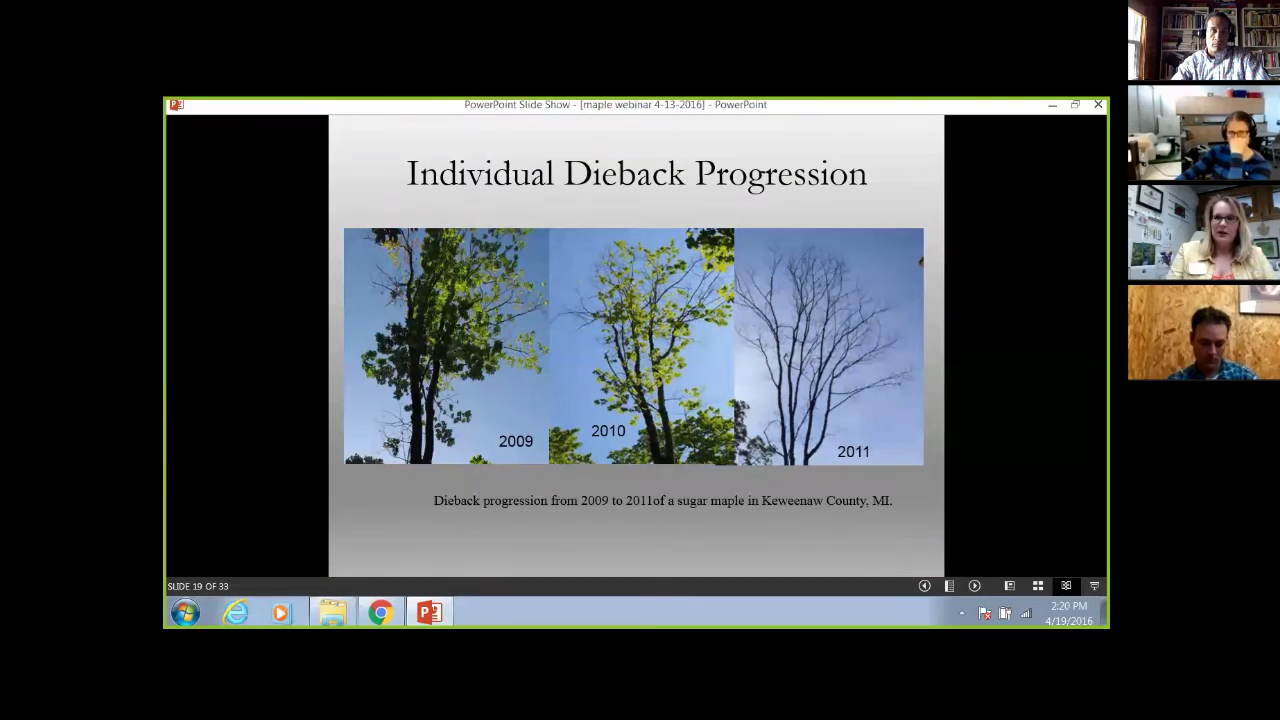 PowerPoint Slide Show - [maple webinar 4-13-2016] - PowerPoint
Individual Dieback Progression
2009
2010
2011
Dieback progression from 2009 to 2011of a sugar maple in Keweenaw County, MI.
SLIDE 19 OF 33
2:20 PM
4/19/2016